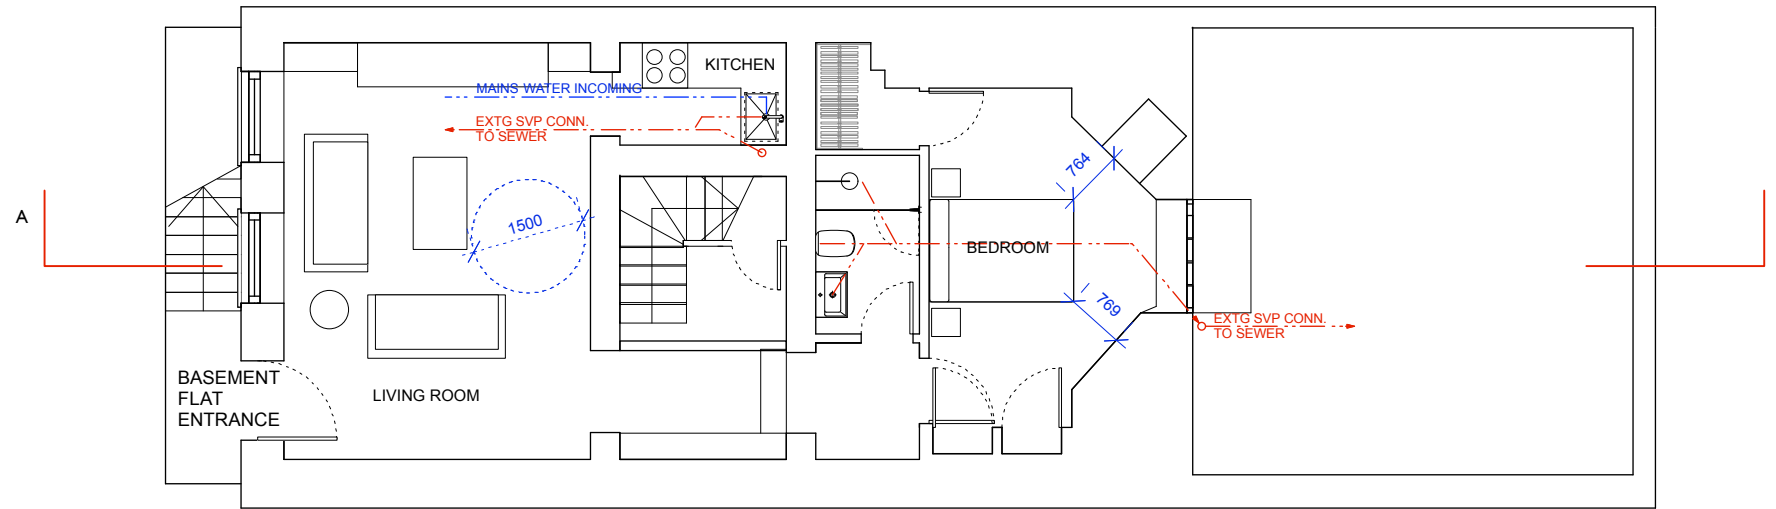 KITCHEN
MAINS WATER INCOMING
EXTG SVP CONN.
TO SEWER
764
A
1500
BEDROOM
769
EXTG SVP CONN.
TO SEWER
BASEMENT
FLAT
ENTRANCE
LIVING ROOM